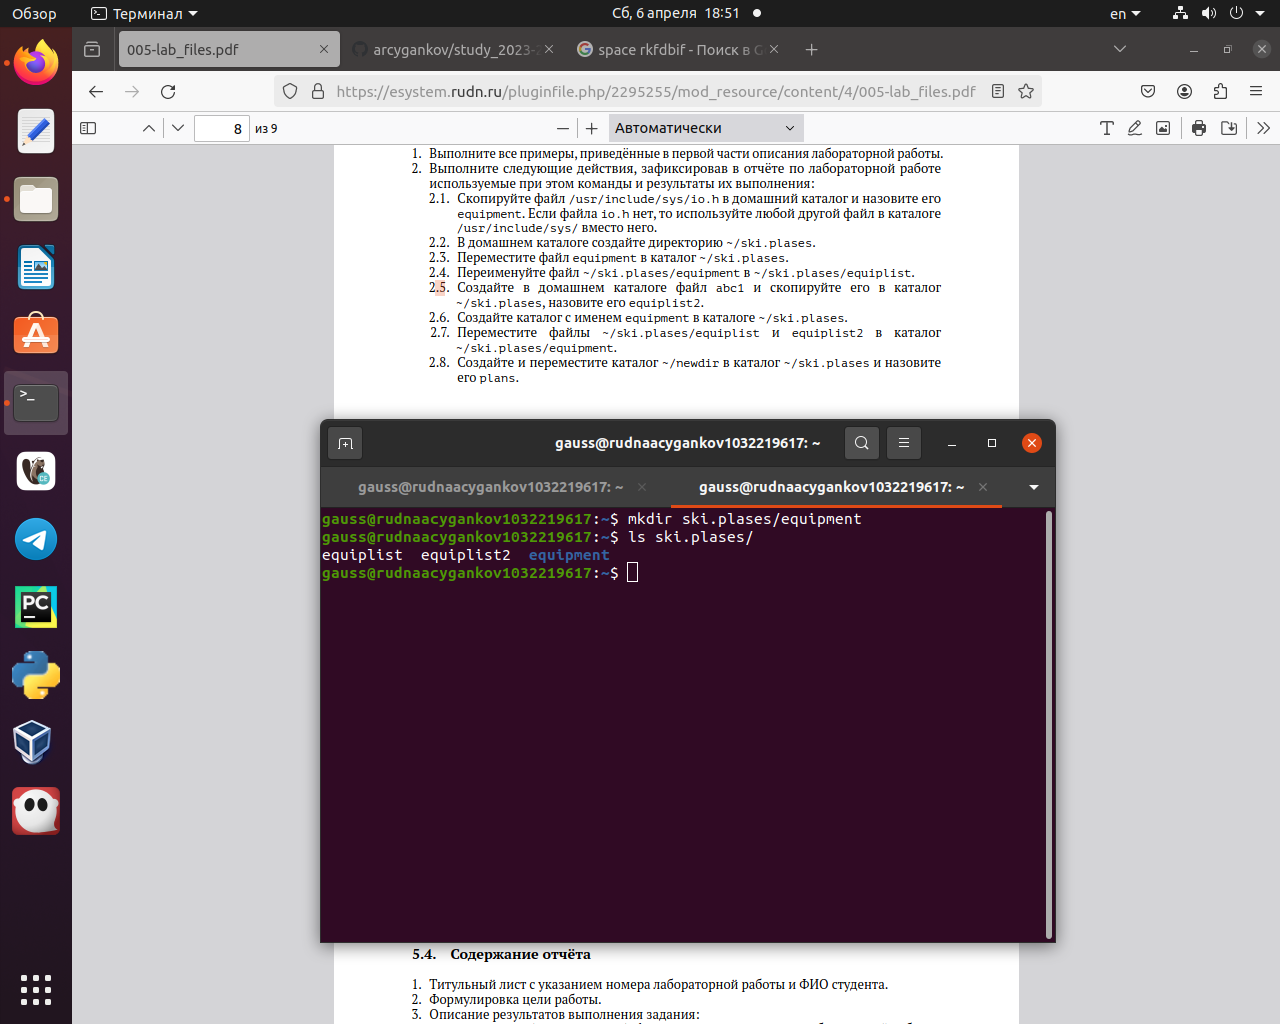 Обзор
Терминал
Сб, 6 апреля 18:51
en
005-lab_files.pdf
arcygankov/study_2023-2
space rkfdbif - Поиск в G
https://esystem.rudn.ru/pluginfile.php/2295255/mod_resource/content/4/005-lab_files.pdf
8 из 9
Автоматически
1. Выполните все примеры, приведённые в первой части описания лабораторной работы.
2. Выполните следующие действия, зафиксировав в отчёте по лабораторной работе
используемые при этом команды и результаты их выполнения:
2.1. Скопируйте файл /usr/include/sys/io.h в домашний каталог и назовите его
equipment. Если файла io.h нет, то используйте любой другой файл в каталоге
/usr/include/sys/ вместо него.
2.2. В домашнем каталоге создайте директорию ~/ski.plases.
2.3. Переместите файл equipment в каталог ~/ski.plases.
2.4. Переименуйте файл ~/ski.plases/equipment в ~/ski.plases/equiplist.
2.5. Создайте в домашнем каталоге файл abc1 и скопируйте его в каталог
~/ski.plases, назовите его equiplist2.
2.6. Создайте каталог с именем equipment в каталоге ~/ski.plases.
2.7. Переместите файлы ~/ski.plases/equiplist и equiplist2 в каталог
~/ski.plases/equipment.
2.8. Создайте и переместите каталог ~/newdir в каталог ~/ski.plases и назовите
его plans.
gauss@rudnaacygankov1032219617: ~
gauss@rudnaacygankov1032219617: ~
gauss@rudnaacygankov1032219617: ~
gauss@rudnaacygankov1032219617:~$ mkdir ski.plases/equipment
gauss@rudnaacygankov1032219617:~$ ls ski.plases/
equiplist equiplist2 equipment
gauss@rudnaacygankov1032219617:~$
5.4. Содержание отчёта
1. Титульный лист с указанием номера лабораторной работы и ФИО студента.
2. Формулировка цели работы.
3. Описание результатов выполнения задания: